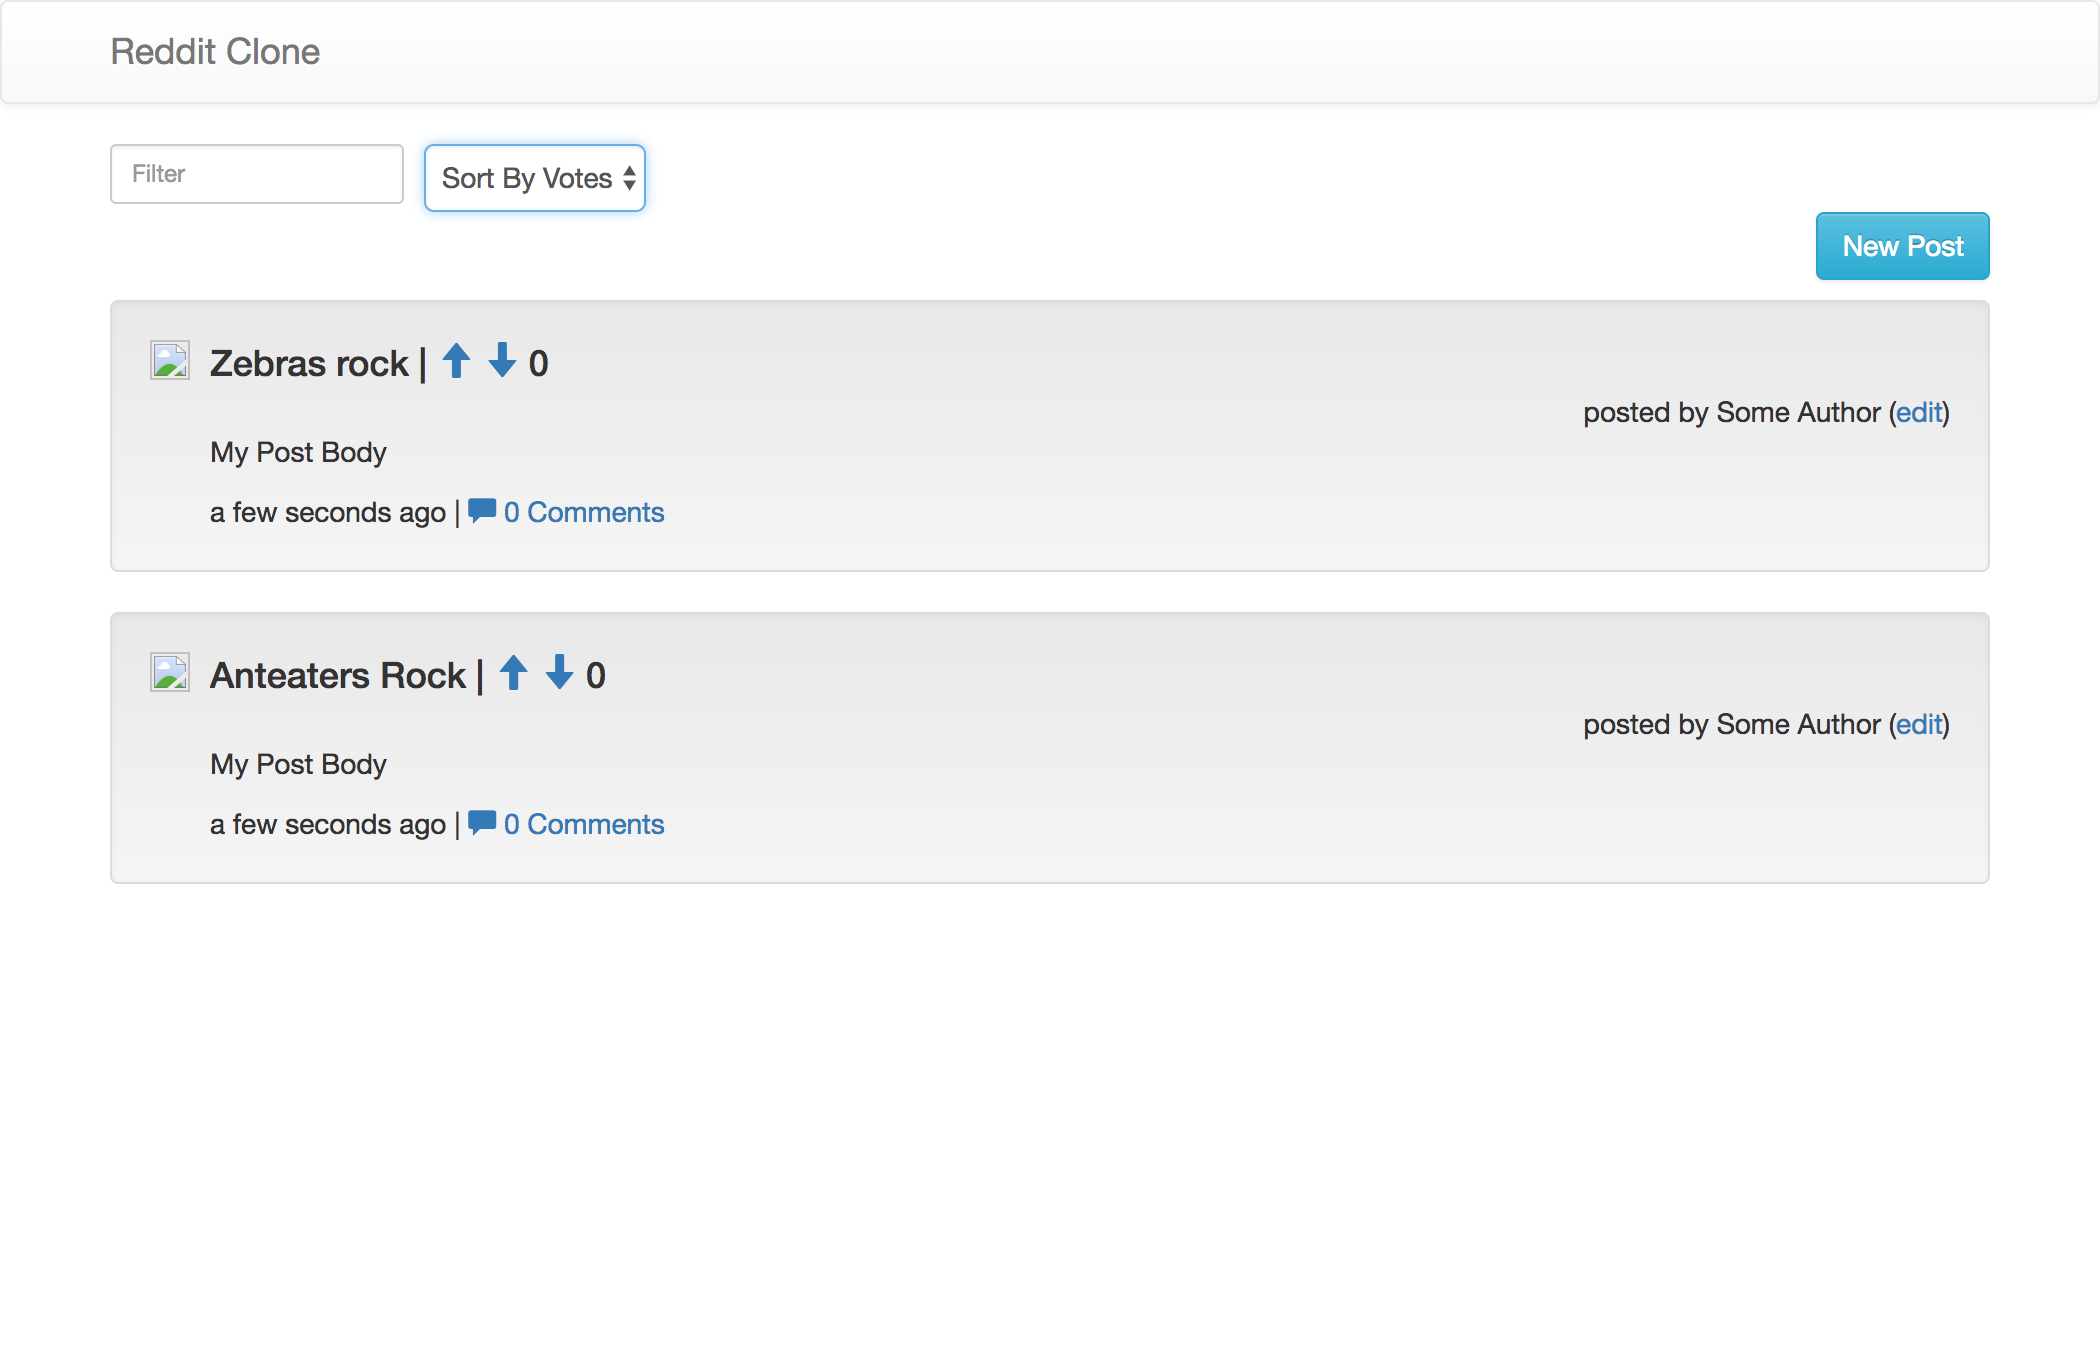 Reddit Clone
Filter
Sort By Votes
New Post
Zebras rock | 0
posted by Some Author (edit)
My Post Body
a few seconds ago | 0 Comments
Anteaters Rock | 0
posted by Some Author (edit)
My Post Body
a few seconds ago | 0 Comments